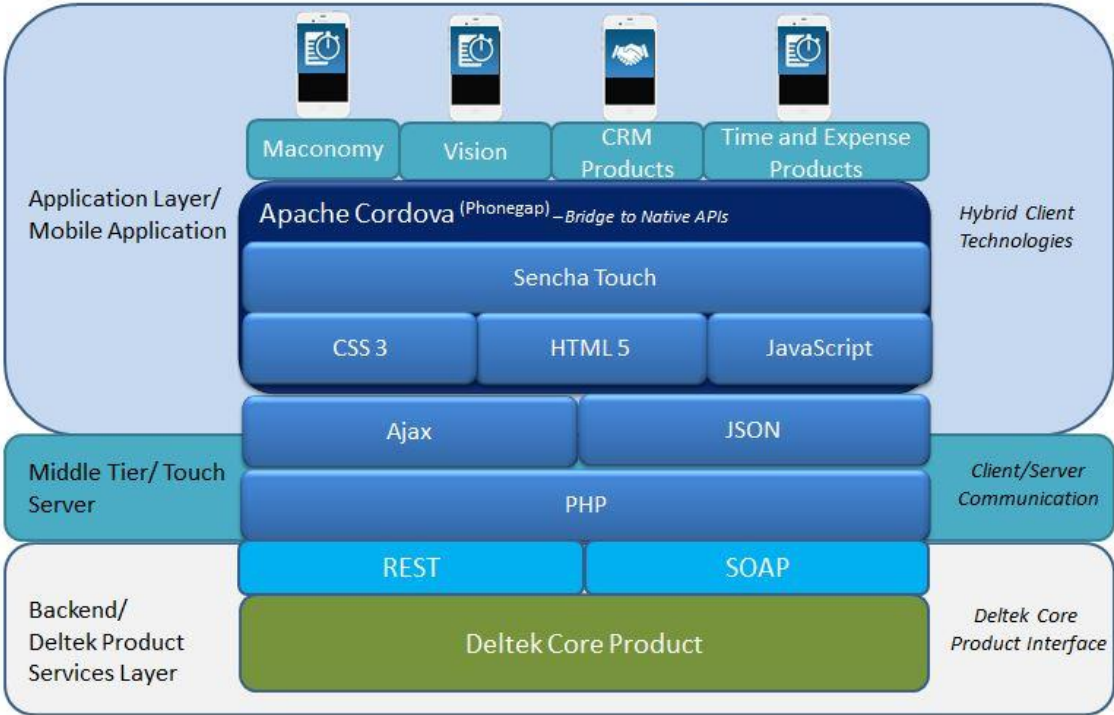 Maconomy
Vision
CRM
Products
Time and Expense
Products
Application Layer/
Mobile Application
Apache Cordova (Phonegap) – Bridge to Native APIs
Hybrid Client
Technologies
Sencha Touch
CSS 3
HTML 5
JavaScript
Ajax
JSON
Middle Tier/ Touch
Server
PHP
Client/Server
Communication
REST
SOAP
Backend/
Deltek Product
Services Layer
Deltek Core Product
Deltek Core
Product Interface